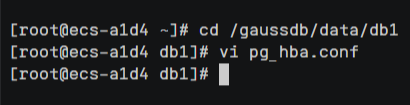 [root@ecs-a1d4 ~]# cd /gaussdb/data/db1
[root@ecs-a1d4 db1]# vi pg_hba.conf
[root@ecs-a1d4 db1]#